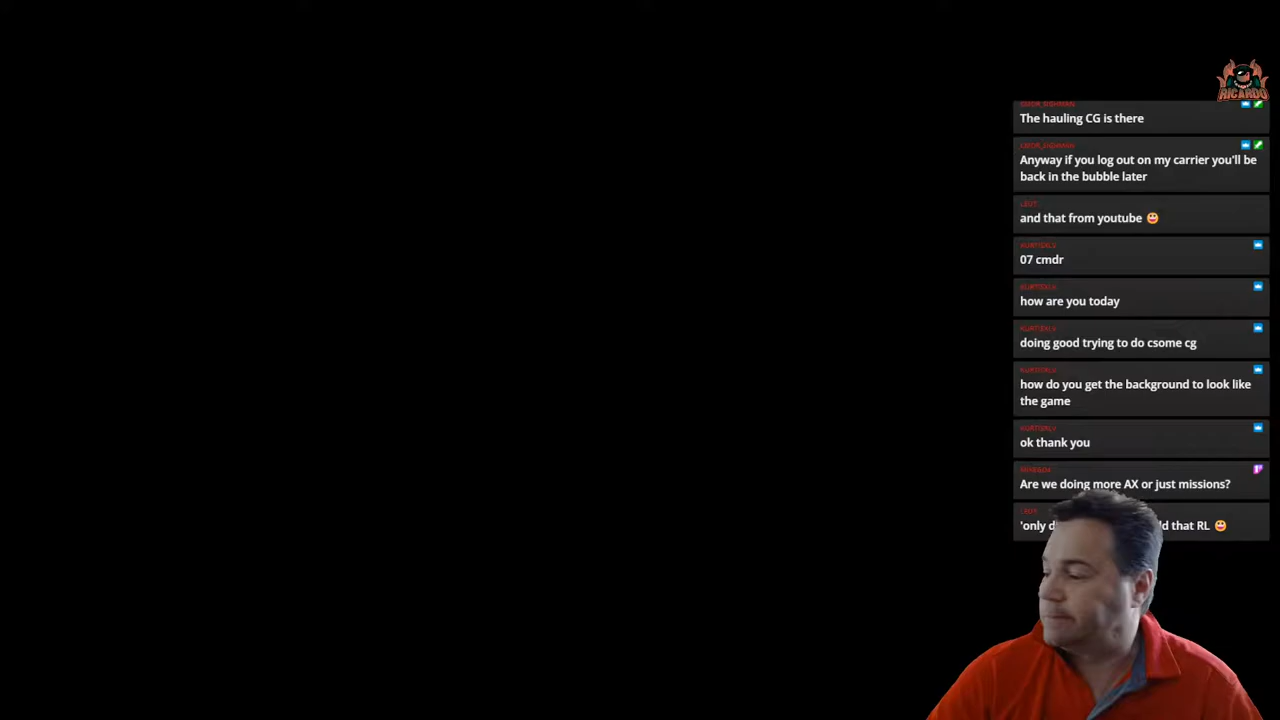 RICARDO
The hauling CG is there
Anyway if you log out on my carrier you'll be
back in the bubble later
and that from youtube 😀
07 cmdr
how are you today
doing good trying to do csome cg
how do you get the background to look like
the game
ok thank you
Are we doing more AX or just missions?
'only that RL 😀